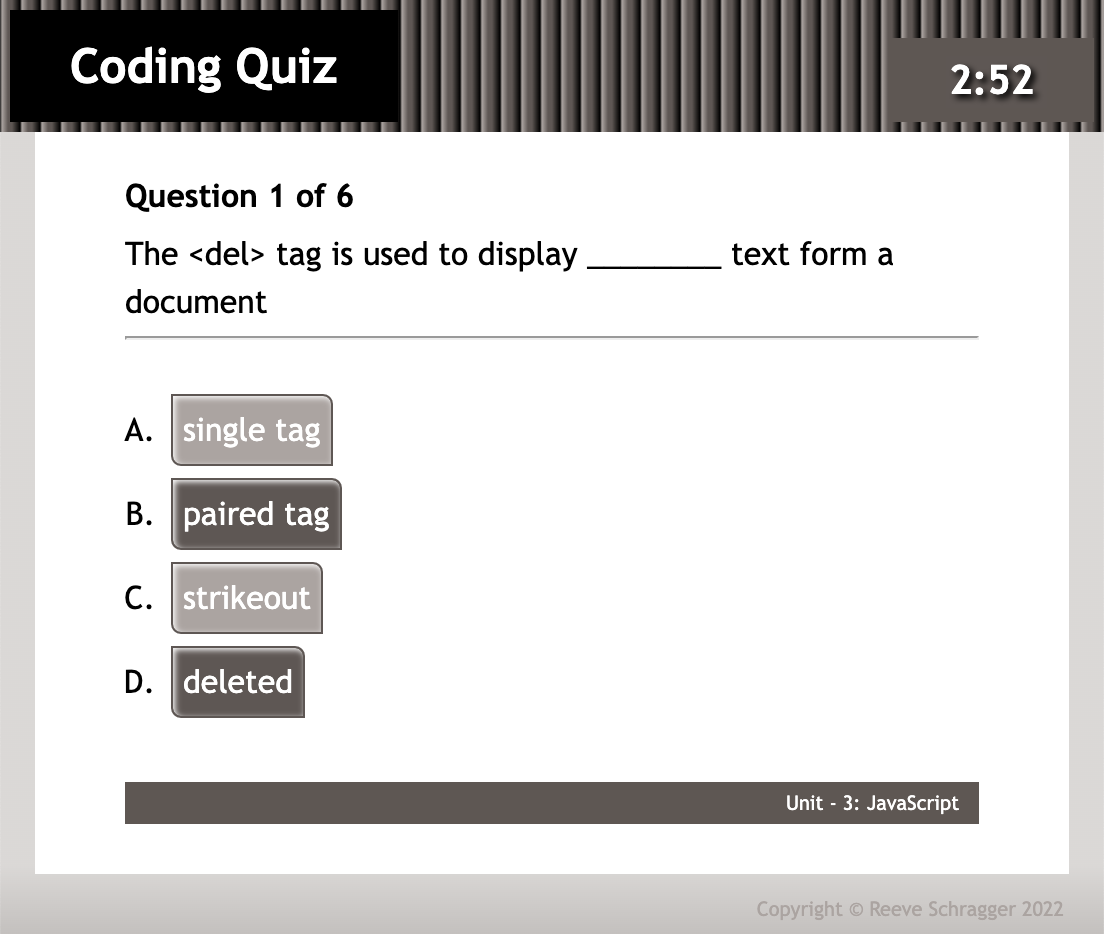 Coding Quiz
2:52
Question 1 of 6
The <del> tag is used to display ________ text form a
document
A. single tag
B. paired tag
C. strikeout
D. deleted
Unit - 3: JavaScript
Copyright © Reeve Schragger 2022